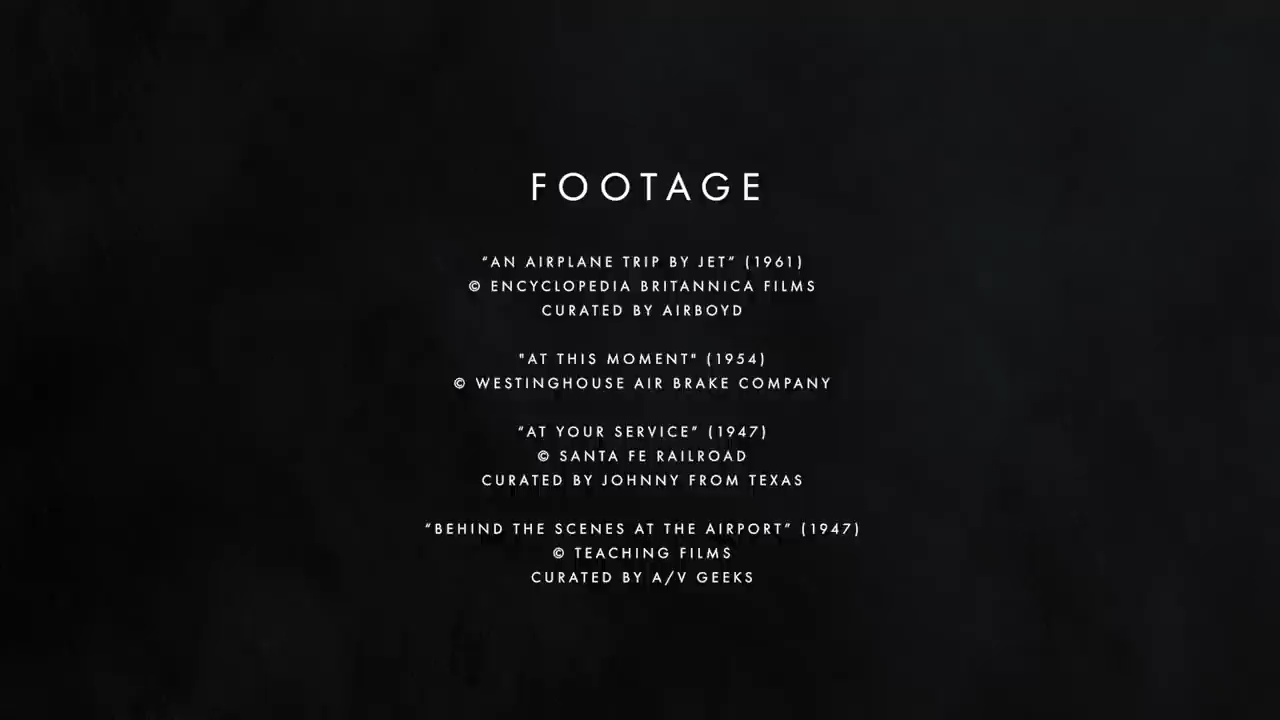 FOOTAGE
“AN AIRPLANE TRIP BY JET” (1961)
© ENCYCLOPEDIA BRITANNICA FILMS
CURATED BY AIRBOYD
"AT THIS MOMENT" (1954)
© WESTINGHOUSE AIR BRAKE COMPANY
“AT YOUR SERVICE” (1947)
© SANTA FE RAILROAD
CURATED BY JOHNNY FROM TEXAS
“BEHIND THE SCENES AT THE AIRPORT” (1947)
© TEACHING FILMS
CURATED BY A/V GEEKS